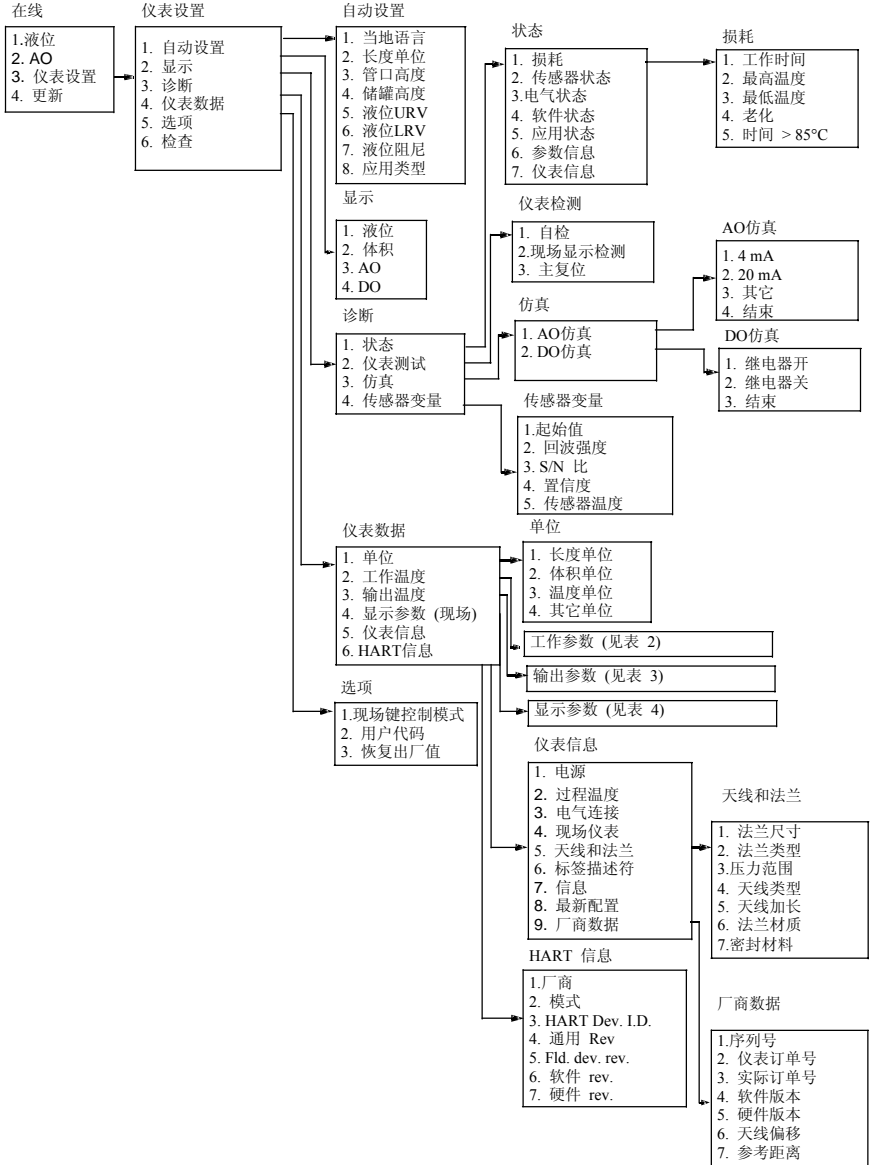 在线
1.液位
2. AO
3. 仪表设置
4. 更新
仪表设置
1. 自动设置
2. 显示
3. 诊断
4. 仪表数据
5. 选项
6. 检查
自动设置
1. 当地语言
2. 长度单位
3. 管口高度
4. 储罐高度
5. 液位URV
6. 液位LRV
7. 液位阻尼
8. 应用类型
显示
1. 液位
2. 体积
3. AO
4. DO
诊断
1. 状态
2. 仪表测试
3. 仿真
4. 传感器变量
仪表数据
1. 单位
2. 工作温度
3. 输出温度
4. 显示参数 (现场)
5. 仪表信息
6. HART信息
选项
1.现场键控制模式
2. 用户代码
3. 恢复出厂值
状态
1. 损耗
2. 传感器状态
3.电气状态
4. 软件状态
5. 应用状态
6. 参数信息
7. 仪表信息
仪表检测
1. 自检
2.现场显示检测
3. 主复位
仿真
1. AO仿真
2. DO仿真
传感器变量
1.起始值
2. 回波强度
3. S/N 比
4. 置信度
5. 传感器温度
单位
1. 长度单位
2. 体积单位
3. 温度单位
4. 其它单位
工作参数 (见表 2)
输出参数 (见表 3)
显示参数 (见表 4)
仪表信息
1. 电源
2. 过程温度
3. 电气连接
4. 现场仪表
5. 天线和法兰
6. 标签描述符
7. 信息
8. 最新配置
9. 厂商数据
HART 信息
1.厂商
2. 模式
3. HART Dev. I.D.
4. 通用 Rev
5. Fld. dev. rev.
6. 软件 rev.
7. 硬件 rev.
损耗
1. 工作时间
2. 最高温度
3. 最低温度
4. 老化
5. 时间 > 85°C
AO仿真
1. 4 mA
2. 20 mA
3. 其它
4. 结束
DO仿真
1. 继电器开
2. 继电器关
3. 结束
天线和法兰
1. 法兰尺寸
2. 法兰类型
3.压力范围
4. 天线类型
5. 天线加长
6. 法兰材质
7.密封材料
厂商数据
1.序列号
2. 仪表订单号
3. 实际订单号
4. 软件版本
5. 硬件版本
6. 天线偏移
7. 参考距离